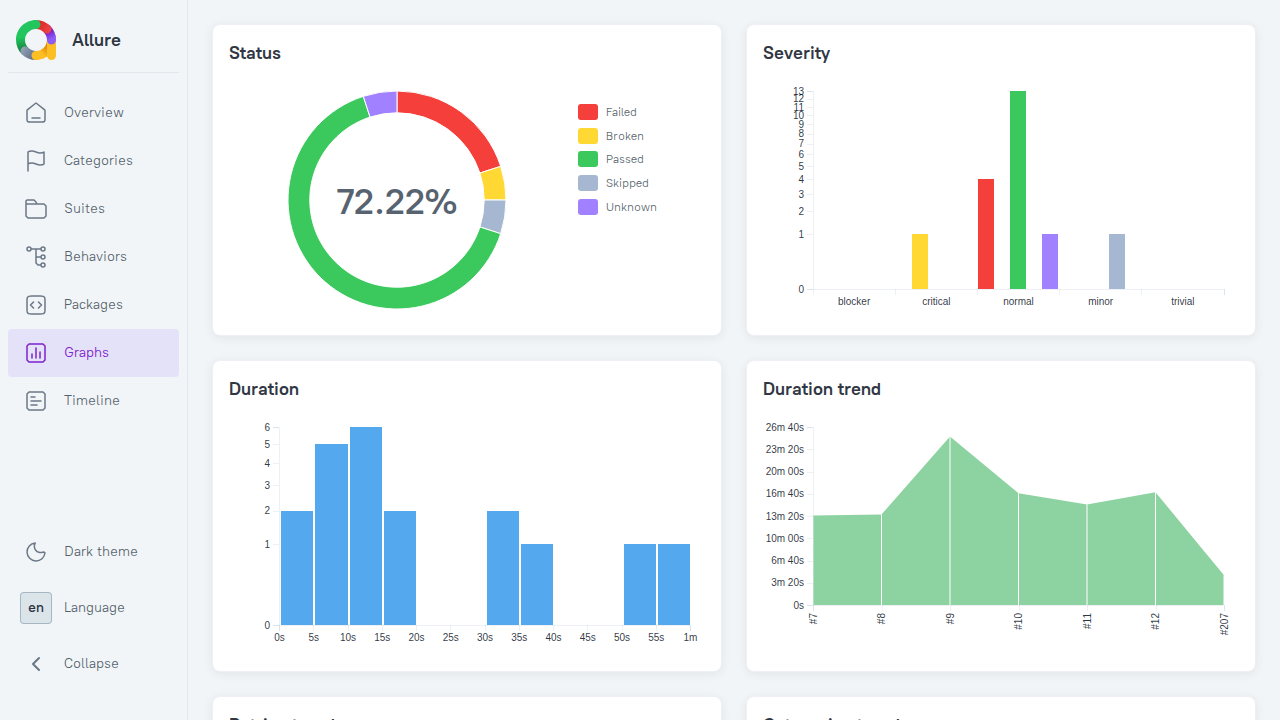 Allure
Overview
Categories
Suites
Behaviors
Packages
Graphs
Timeline
Dark theme
en
Language
Collapse
Status
72.22%
Failed
Broken
Passed
Skipped
Unknown
Severity
13
12
11
10
9
8
7
6
5
4
3
2
1
0
blocker critical normal minor trivial
Duration
6
5
4
3
2
1
0
0s 5s 10s 15s 20s 25s 30s 35s 40s 45s 50s 55s 1m
Duration trend
26m 40s
23m 20s
20m 00s
16m 40s
13m 20s
10m 00s
6m 40s
3m 20s
0s
#7 #8 #9 #10 #11 #12 #207